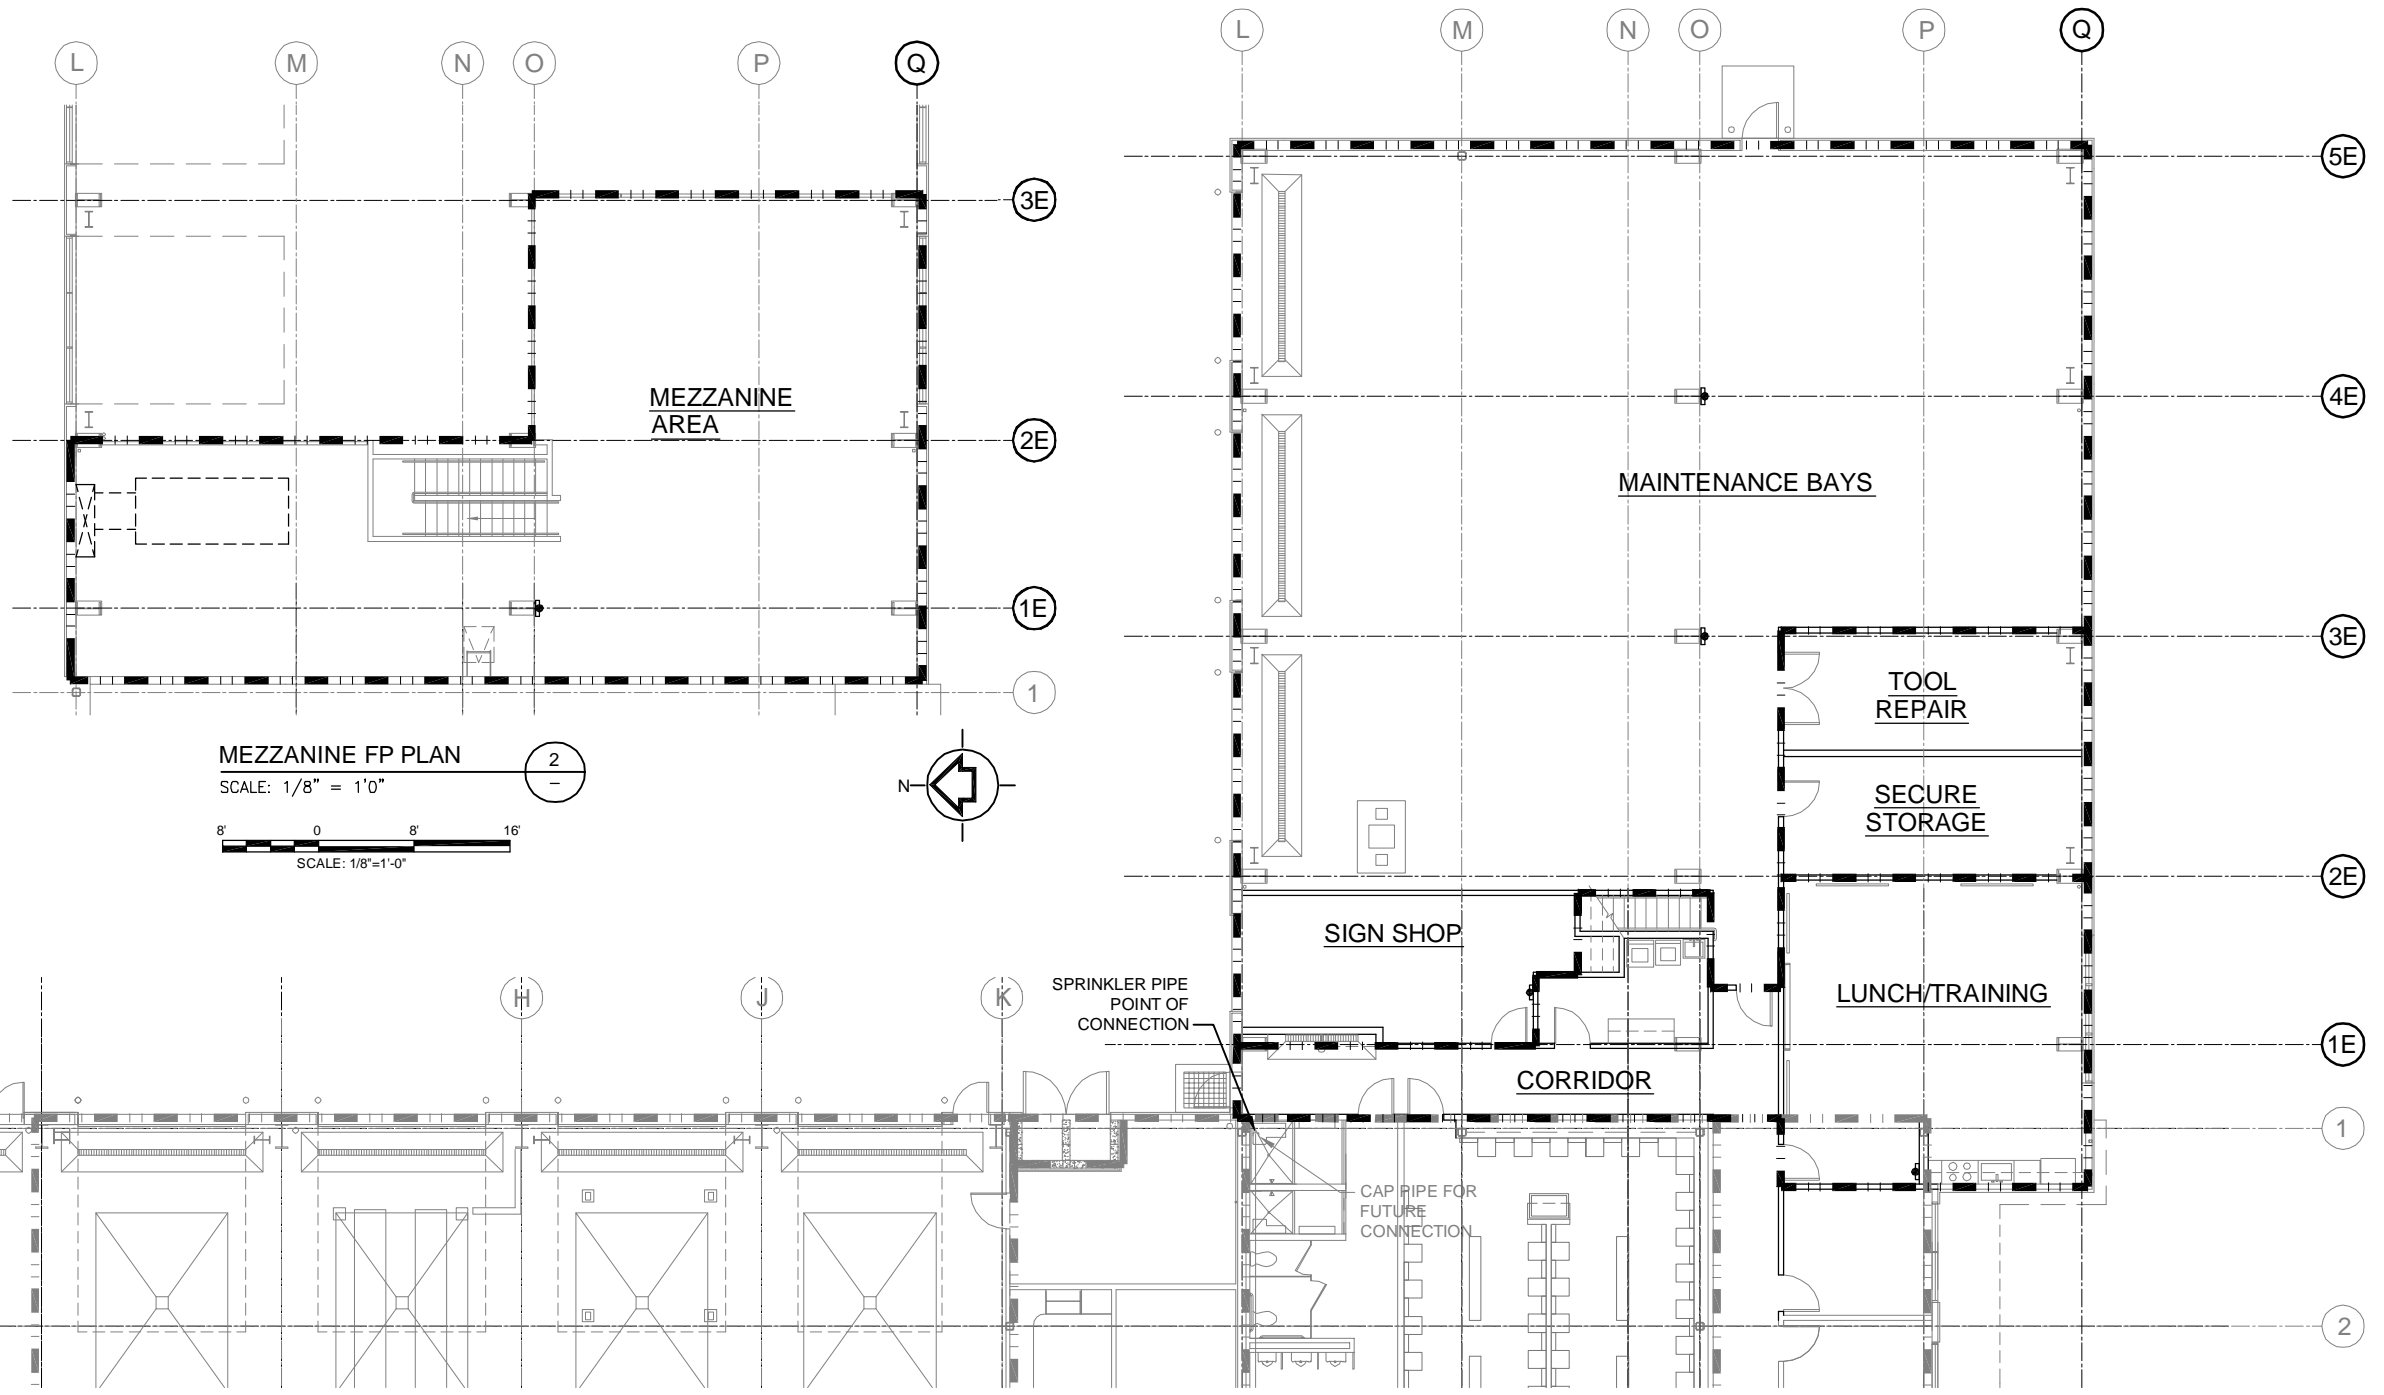 L
M
N
O
P
Q
3E
2E
1E
1
MEZZANINE
AREA
MEZZANINE FP PLAN
SCALE: 1/8" = 1'0"
2
–
N
8'
0
8'
16'
SCALE: 1/8"=1'-0"
L
M
N
O
P
Q
5E
4E
3E
2E
1E
1
2
MAINTENANCE BAYS
TOOL
REPAIR
SECURE
STORAGE
SIGN SHOP
LUNCH/TRAINING
CORRIDOR
SPRINKLER PIPE
POINT OF
CONNECTION
H
J
K
CAP PIPE FOR
FUTURE
CONNECTION